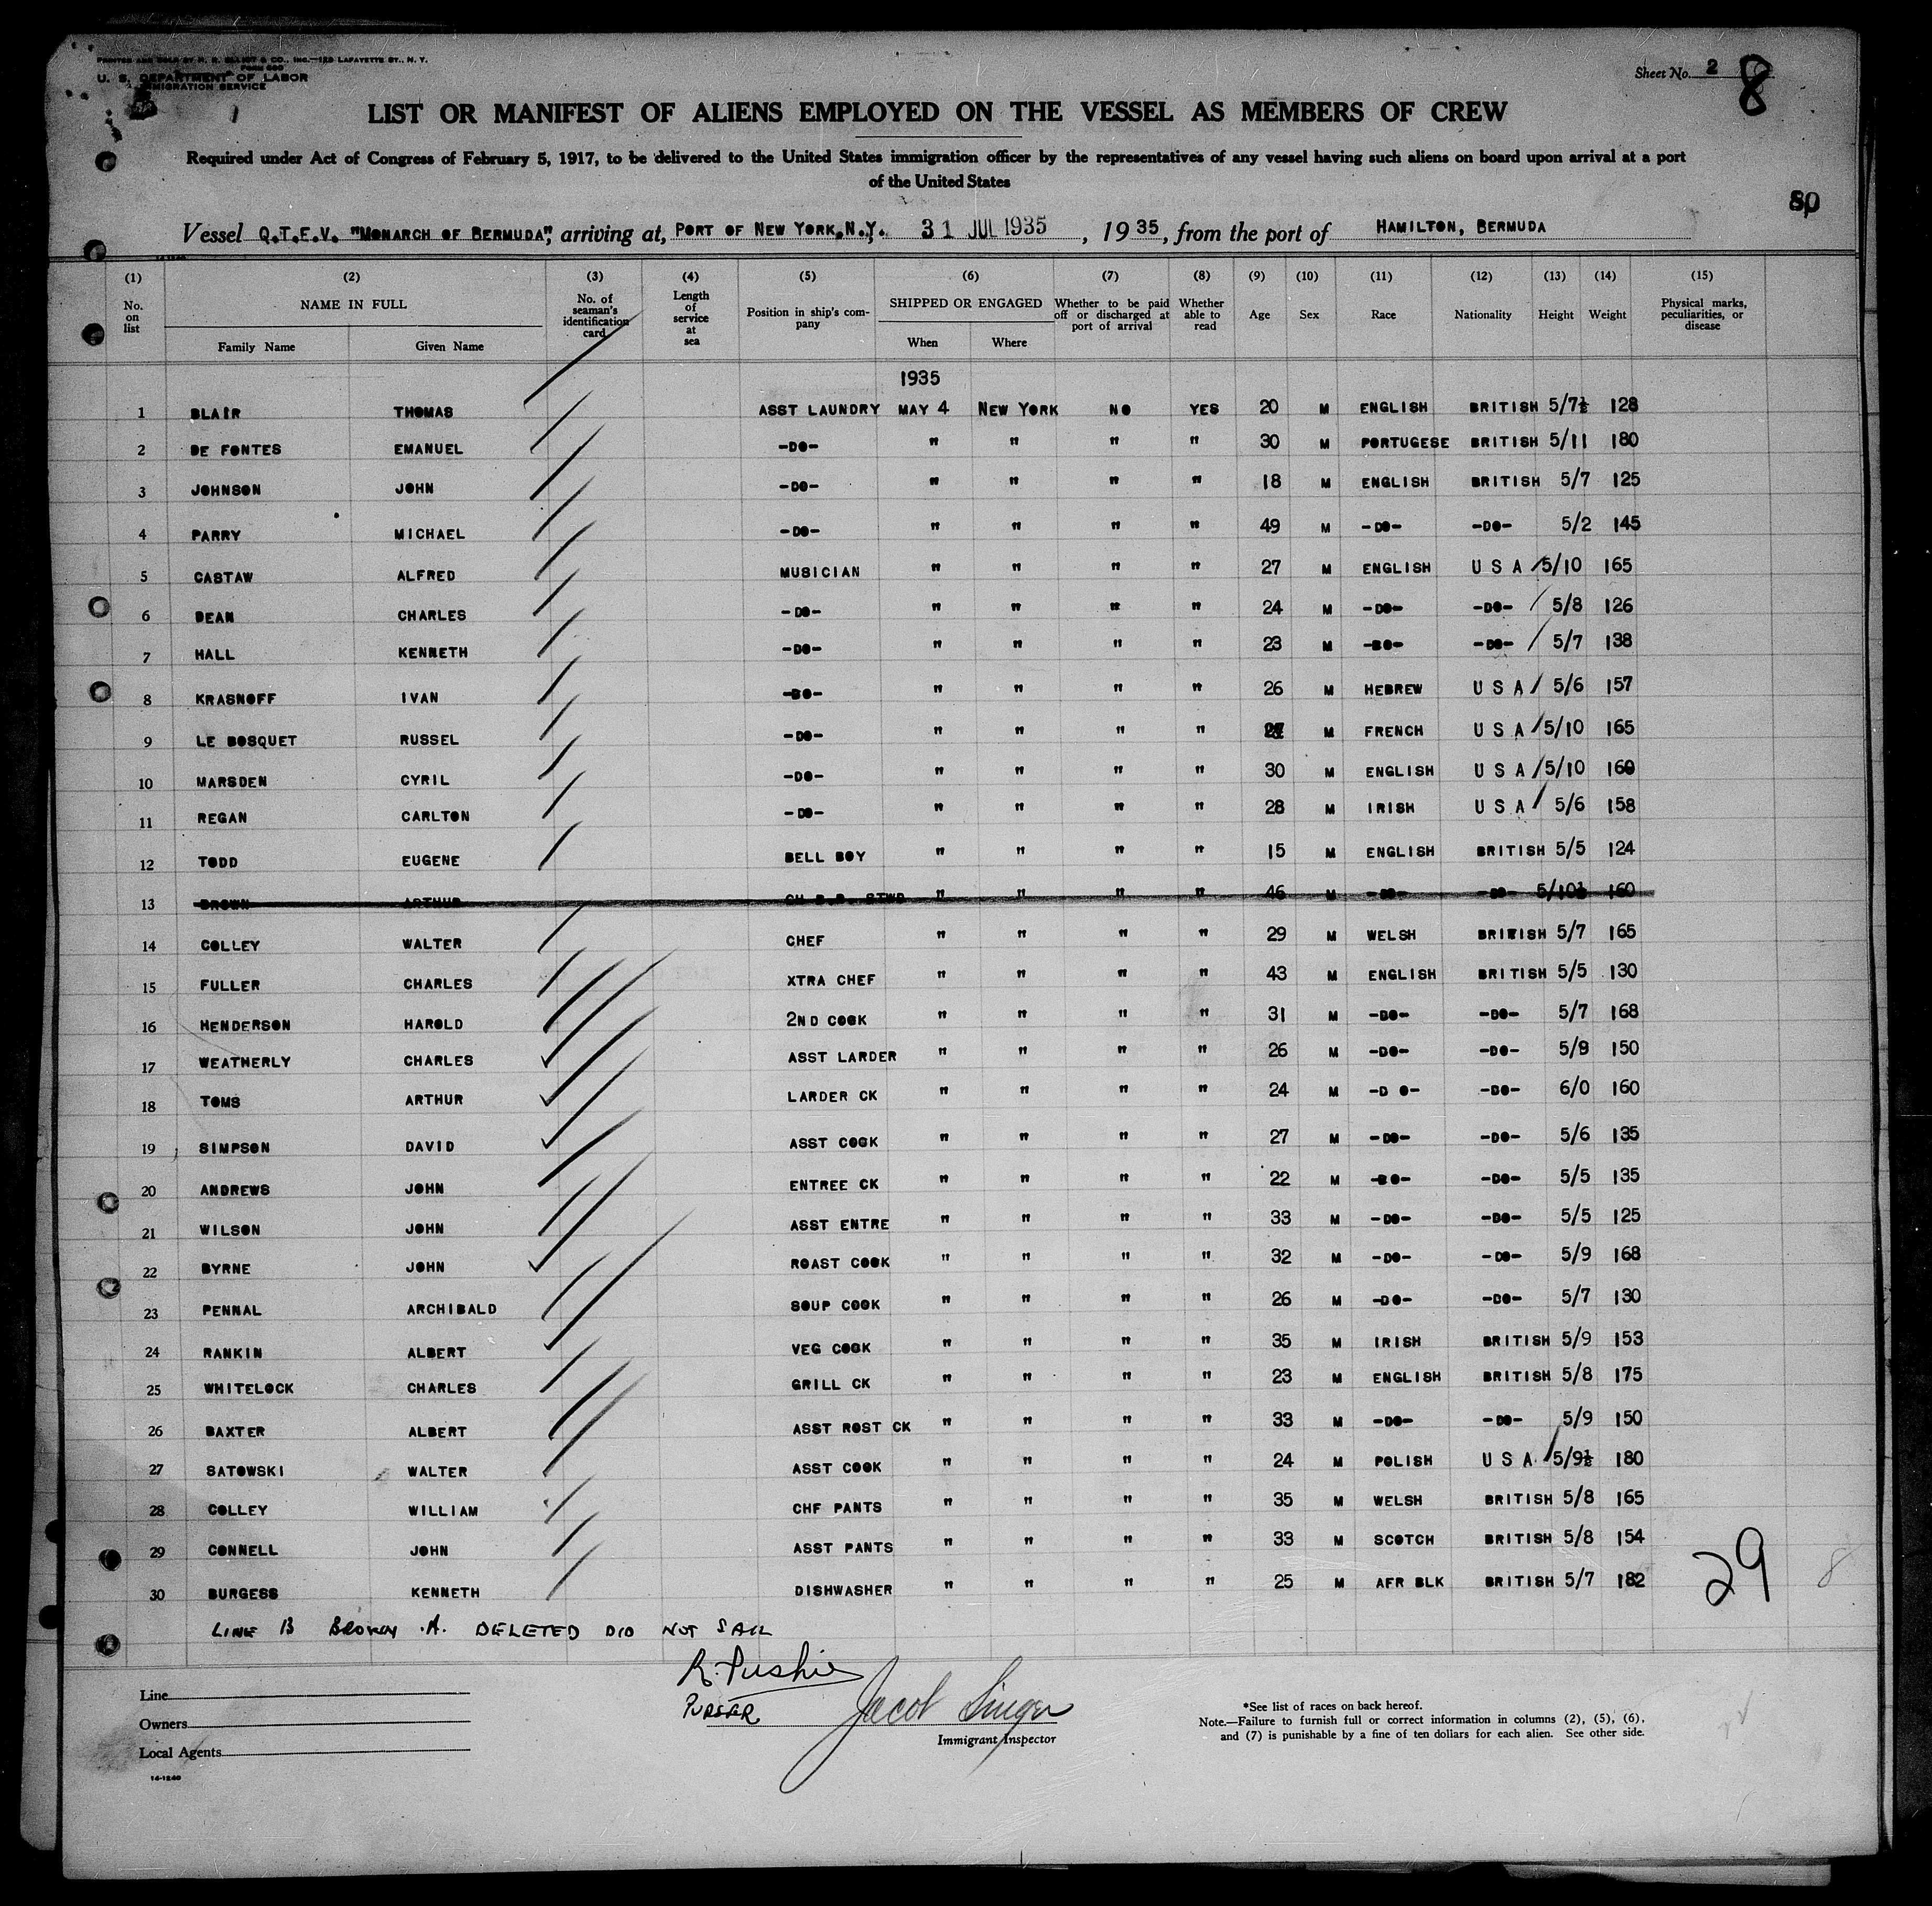 PRINTED AND SOLD BY H. R. ELLIOT & CO., INC.—129 LAFAYETTE ST., N. Y.
U. S. DEPARTMENT OF LABOR
IMMIGRATION SERVICE
Sheet No. 2 8
LIST OR MANIFEST OF ALIENS EMPLOYED ON THE VESSEL AS MEMBERS OF CREW
Required under Act of Congress of February 5, 1917, to be delivered to the United States immigration officer by the representatives of any vessel having such aliens on board upon arrival at a port
of the United States
80
Vessel Q.T.E.V. "MONARCH OF BERMUDA", arriving at, PORT OF NEW YORK,N.Y. 31 JUL 1935, 1935, from the port of HAMILTON, BERMUDA
(1) (2) (3) (4) (5) (6) (7) (8) (9) (10) (11) (12) (13) (14) (15)
No. on list NAME IN FULL Family Name Given Name No. of seaman's identification card Length of service at sea Position in ship's company SHIPPED OR ENGAGED When Where Whether to be paid off or discharged at port of arrival Whether able to read Age Sex Race Nationality Height Weight Physical marks, peculiarities, or disease
1935
1 BLAIR THOMAS ASST LAUNDRY MAY 4 NEW YORK NO YES 20 M ENGLISH BRITISH 5/7½ 128
2 DE FONTES EMANUEL -DO- " " " " 30 M PORTUGESE BRITISH 5/11 180
3 JOHNSON JOHN -DO- " " " " 18 M ENGLISH BRITISH 5/7 125
4 PARRY MICHAEL -DO- " " " " 49 M -DO- -DO- 5/2 145
5 CASTAW ALFRED MUSICIAN " " " " 27 M ENGLISH U S A 5/10 165
6 DEAN CHARLES -DO- " " " " 24 M -DO- -DO- 5/8 126
7 HALL KENNETH -DO- " " " " 23 M -DO- -DO- 5/7 138
8 KRASNOFF IVAN -DO- " " " " 26 M HEBREW U S A 5/6 157
9 LE BOSQUET RUSSEL -DO- " " " " M FRENCH U S A 5/10 165
10 MARSDEN CYRIL -DO- " " " " 30 M ENGLISH U S A 5/10 160
11 REGAN CARLTON -DO- " " " " 28 M IRISH U S A 5/6 158
12 TODD EUGENE BELL BOY " " " " 15 M ENGLISH BRITISH 5/5 124
13 BROWN ARTHUR CH B.R. STWD " " " " 46 M -DO- -DO- 5/10½ 160
14 COLLEY WALTER CHEF " " " " 29 M WELSH BRITISH 5/7 165
15 FULLER CHARLES XTRA CHEF " " " " 43 M ENGLISH BRITISH 5/5 130
16 HENDERSON HAROLD 2ND COOK " " " " 31 M -DO- -DO- 5/7 168
17 WEATHERLY CHARLES ASST LARDER " " " " 26 M -DO- -DO- 5/9 150
18 TOMS ARTHUR LARDER CK " " " " 24 M -D O- -DO- 6/0 160
19 SIMPSON DAVID ASST COOK " " " " 27 M -DO- -DO- 5/6 135
20 ANDREWS JOHN ENTREE CK " " " " 22 M -DO- -DO- 5/5 135
21 WILSON JOHN ASST ENTRE " " " " 33 M -DO- -DO- 5/5 125
22 BYRNE JOHN ROAST COOK " " " " 32 M -DO- -DO- 5/9 168
23 PENNAL ARCHIBALD SOUP COOK " " " " 26 M -DO- -DO- 5/7 130
24 RANKIN ALBERT VEG COOK " " " " 35 M IRISH BRITISH 5/9 153
25 WHITELOCK CHARLES GRILL CK " " " " 23 M ENGLISH BRITISH 5/8 175
26 BAXTER ALBERT ASST ROST CK " " " " 33 M -DO- -DO- 5/9 150
27 SATOWSKI WALTER ASST COOK " " " " 24 M POLISH U S A 5/9½ 180
28 COLLEY WILLIAM CHF PANTS " " " " 35 M WELSH BRITISH 5/8 165
29 CONNELL JOHN ASST PANTS " " " " 33 M SCOTCH BRITISH 5/8 154
30 BURGESS KENNETH DISHWASHER " " " " 25 M AFR BLK BRITISH 5/7 182
29 8
LINE 13 BROWN .A. DELETED DID NOT SAIL
R. Pushie
PURSER Jacob Singer
Immigrant Inspector
Line
Owners
Local Agents
14-1240
*See list of races on back hereof.
Note.—Failure to furnish full or correct information in columns (2), (5), (6),
and (7) is punishable by a fine of ten dollars for each alien. See other side.